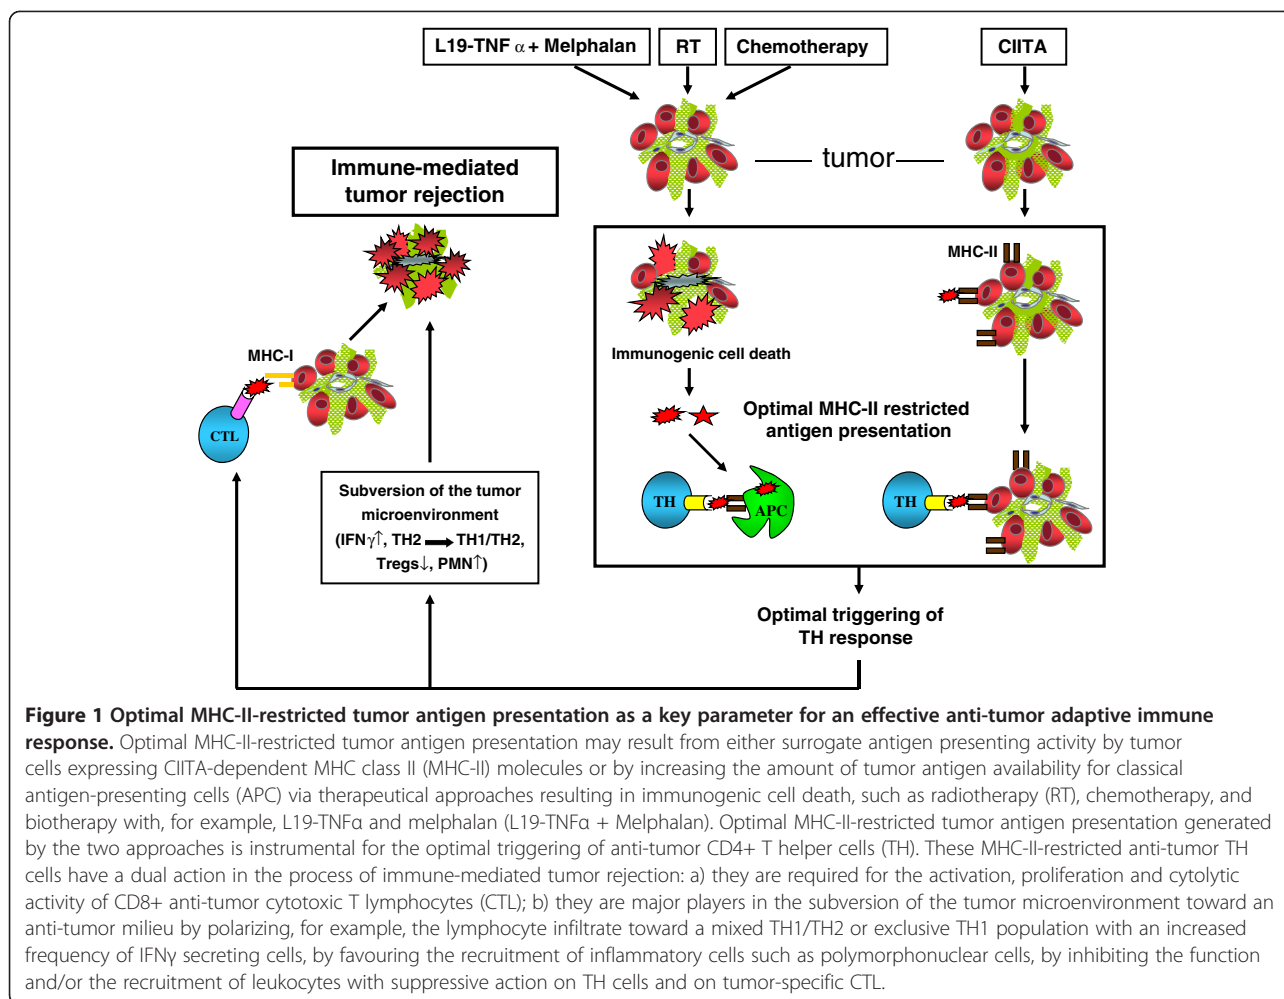 L19-TNF α + Melphalan
RT
Chemotherapy
CIITA
tumor
Immune-mediated
tumor rejection
MHC-I
CTL
Subversion of the tumor
microenvironment
(IFNγ↑, TH2 → TH1/TH2,
Tregs↓, PMN↑)
MHC-II
Immunogenic cell death
Optimal MHC-II restricted
antigen presentation
TH
APC
TH
Optimal triggering of
TH response
Figure 1 Optimal MHC-II-restricted tumor antigen presentation as a key parameter for an effective anti-tumor adaptive immune
response. Optimal MHC-II-restricted tumor antigen presentation may result from either surrogate antigen presenting activity by tumor
cells expressing CIITA-dependent MHC class II (MHC-II) molecules or by increasing the amount of tumor antigen availability for classical
antigen-presenting cells (APC) via therapeutical approaches resulting in immunogenic cell death, such as radiotherapy (RT), chemotherapy, and
biotherapy with, for example, L19-TNFα and melphalan (L19-TNFα + Melphalan). Optimal MHC-II-restricted tumor antigen presentation generated
by the two approaches is instrumental for the optimal triggering of anti-tumor CD4+ T helper cells (TH). These MHC-II-restricted anti-tumor TH
cells have a dual action in the process of immune-mediated tumor rejection: a) they are required for the activation, proliferation and cytolytic
activity of CD8+ anti-tumor cytotoxic T lymphocytes (CTL); b) they are major players in the subversion of the tumor microenvironment toward an
anti-tumor milieu by polarizing, for example, the lymphocyte infiltrate toward a mixed TH1/TH2 or exclusive TH1 population with an increased
frequency of IFNγ secreting cells, by favouring the recruitment of inflammatory cells such as polymorphonuclear cells, by inhibiting the function
and/or the recruitment of leukocytes with suppressive action on TH cells and on tumor-specific CTL.